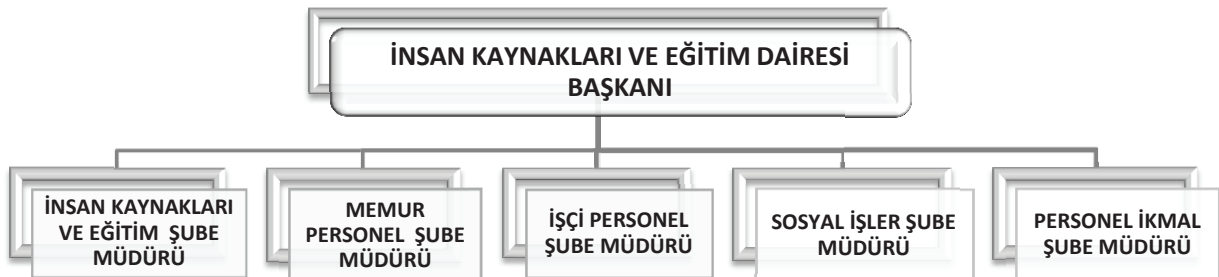 İNSAN KAYNAKLARI VE EĞİTİM DAİRESİ
BAŞKANI
İNSAN KAYNAKLARI
VE EĞİTİM ŞUBE
MÜDÜRÜ
MEMUR
PERSONEL ŞUBE
MÜDÜRÜ
İŞÇİ PERSONEL
ŞUBE MÜDÜRÜ
SOSYAL İŞLER ŞUBE
MÜDÜRÜ
PERSONEL İKMAL
ŞUBE MÜDÜRÜ